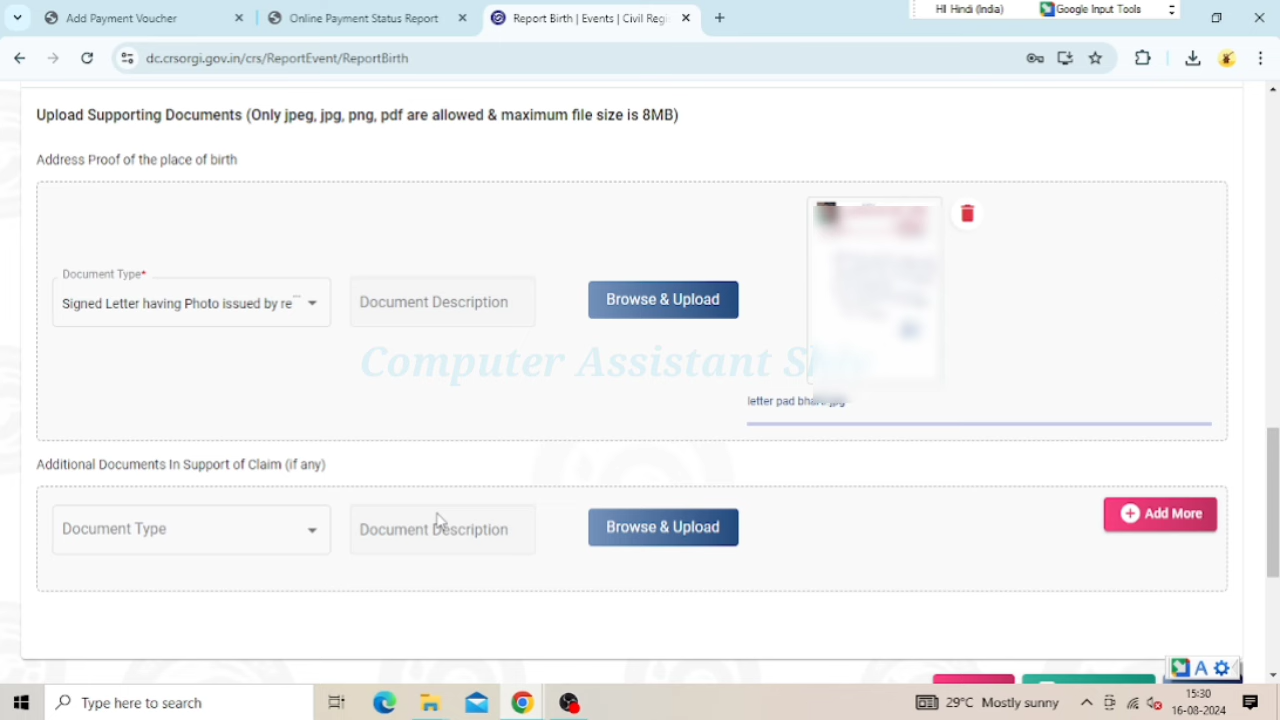 Add Payment Voucher
Online Payment Status Report
Report Birth | Events | Civil Regi
HI Hindi (India)
Google Input Tools
dc.crsorgi.gov.in/crs/ReportEvent/ReportBirth
Upload Supporting Documents (Only jpeg, jpg, png, pdf are allowed & maximum file size is 8MB)
Address Proof of the place of birth
Document Type*
Signed Letter having Photo issued by re
Document Description
Browse & Upload
Computer Assistant Shiv
letter pad
Additional Documents In Support of Claim (if any)
Document Type
Document Description
Browse & Upload
Add More
A
Type here to search
29°C Mostly sunny
15:30
16-08-2024